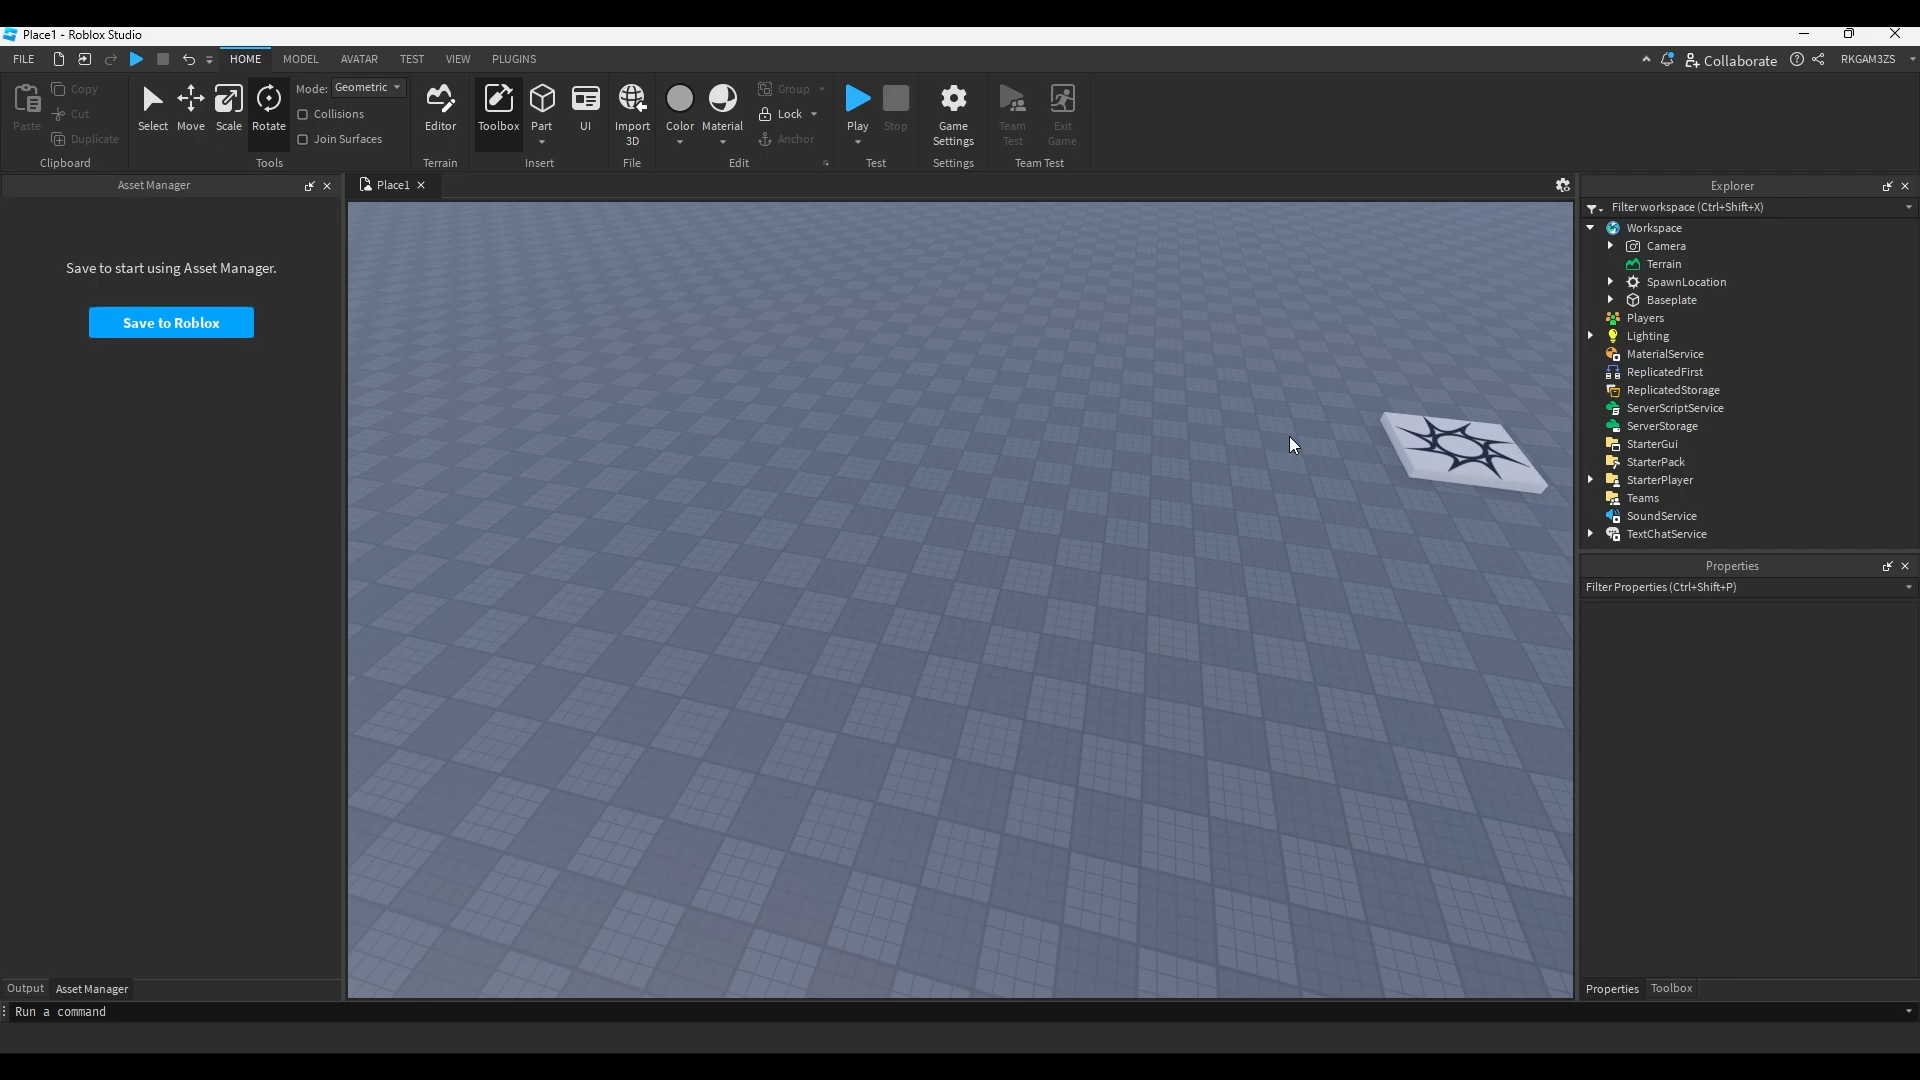 Place1 - Roblox Studio
FILE HOME MODEL AVATAR TEST VIEW PLUGINS Collaborate RKGAM3ZS
Paste
Copy
Cut
Duplicate
Clipboard
Select Move Scale Rotate
Mode: Geometric
Collisions
Join Surfaces
Tools
Editor
Terrain
Toolbox Part UI
Insert
Import
3D
File
Color Material
Group
Lock
Anchor
Edit
Play Stop
Test
Game
Settings
Settings
Team
Test
Exit
Game
Team Test
Asset Manager
Save to start using Asset Manager.
Save to Roblox
Output Asset Manager
Place1
Explorer
Filter workspace (Ctrl+Shift+X)
Workspace
Camera
Terrain
SpawnLocation
Baseplate
Players
Lighting
MaterialService
ReplicatedFirst
ReplicatedStorage
ServerScriptService
ServerStorage
StarterGui
StarterPack
StarterPlayer
Teams
SoundService
TextChatService
Properties
Filter Properties (Ctrl+Shift+P)
Properties Toolbox
Run a command